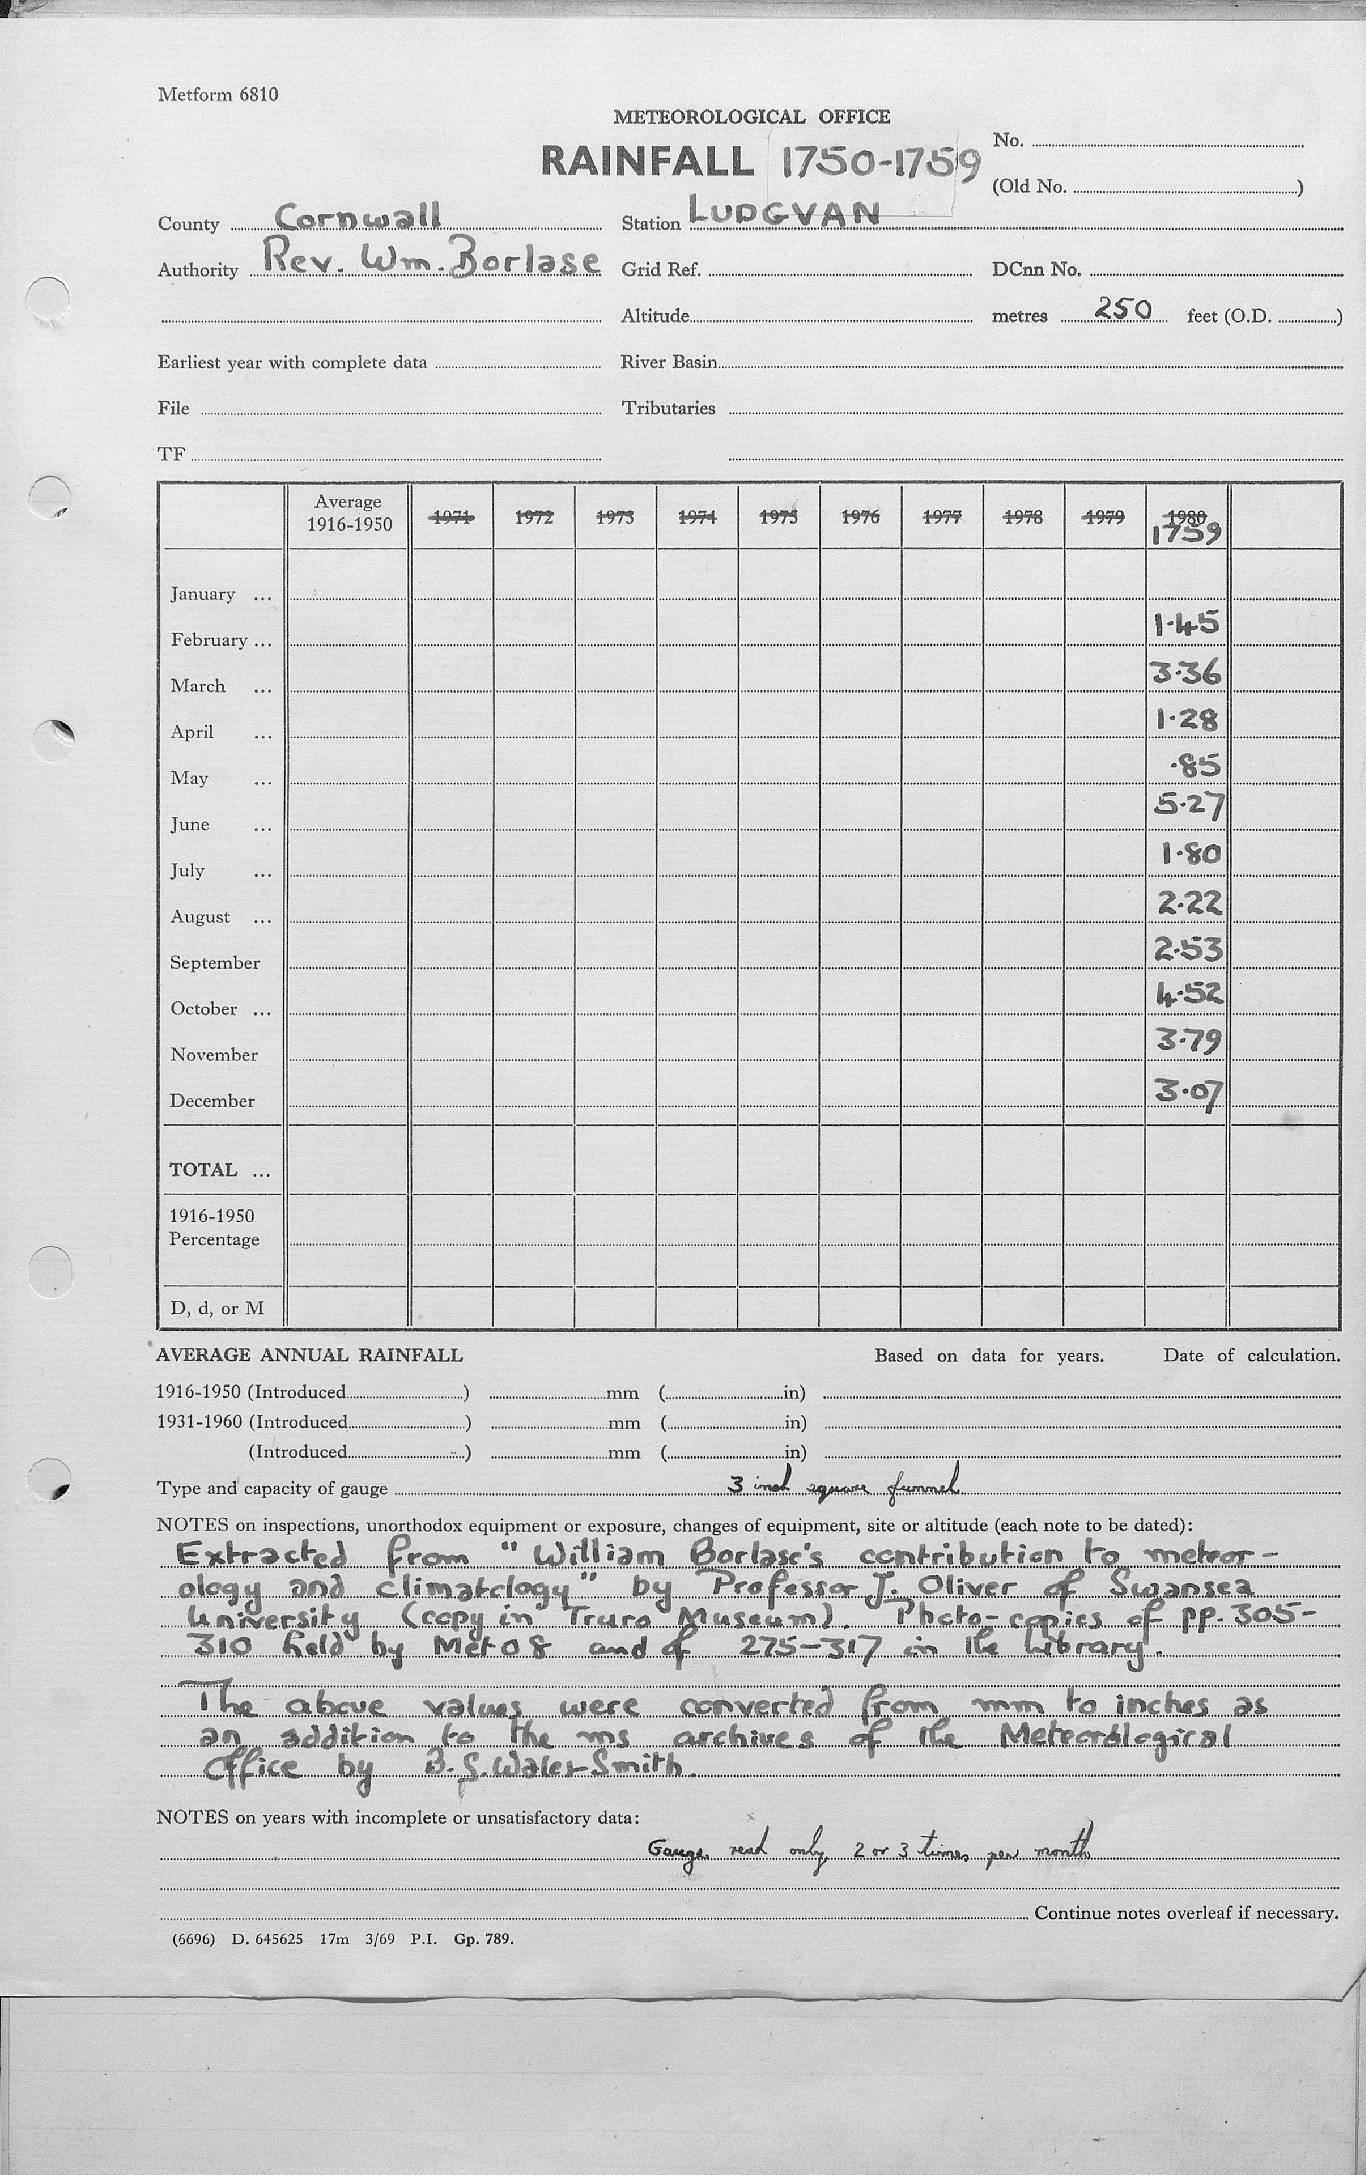 Metform 6810
METEOROLOGICAL OFFICE
RAINFALL 1750-1759
No.
(Old No. )
County Cornwall Station LUDGVAN
Authority Rev. Wm. Borlase Grid Ref. DCnn No.
Altitude metres 250 feet (O.D. )
Earliest year with complete data River Basin
File Tributaries
TF
Average
1916-1950 1971 1972 1973 1974 1975 1976 1977 1978 1979 1980
1759
January ...
February ... 1.45
March ... 3.36
April ... 1.28
May ... .85
June ... 5.27
July ... 1.80
August ... 2.22
September 2.53
October ... 4.52
November 3.79
December 3.07
TOTAL ...
1916-1950
Percentage
D, d, or M
AVERAGE ANNUAL RAINFALL Based on data for years. Date of calculation.
1916-1950 (Introduced ) mm ( in)
1931-1960 (Introduced ) mm ( in)
(Introduced ) mm ( in)
Type and capacity of gauge 3 inch square funnel
NOTES on inspections, unorthodox equipment or exposure, changes of equipment, site or altitude (each note to be dated):
Extracted from "William Borlase's contribution to meteor-
ology and climatology" by Professor J. Oliver of Swansea
University (copy in Truro Museum). Photo-copies of pp. 305-
310 held by Met O 8 and of 275-317 in the Library.
The above values were converted from mm to inches as
an addition to the ms archives of the Meteorological
Office by B.G. Wales-Smith.
NOTES on years with incomplete or unsatisfactory data:
Gauge read only 2 or 3 times per month
Continue notes overleaf if necessary.
(6696) D. 645625 17m 3/69 P.I. Gp. 789.